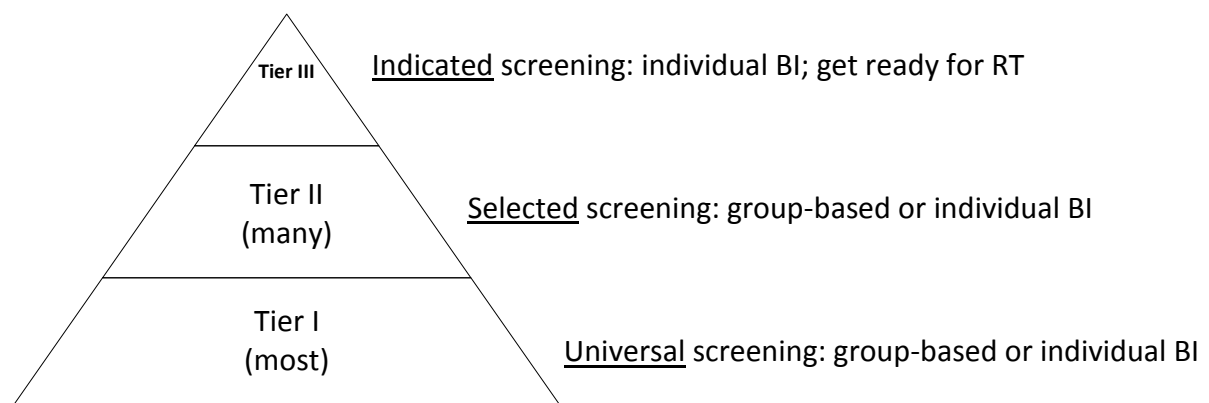 Tier III
Indicated screening: individual BI; get ready for RT
Tier II
(many)
Selected screening: group-based or individual BI
Tier I
(most)
Universal screening: group-based or individual BI